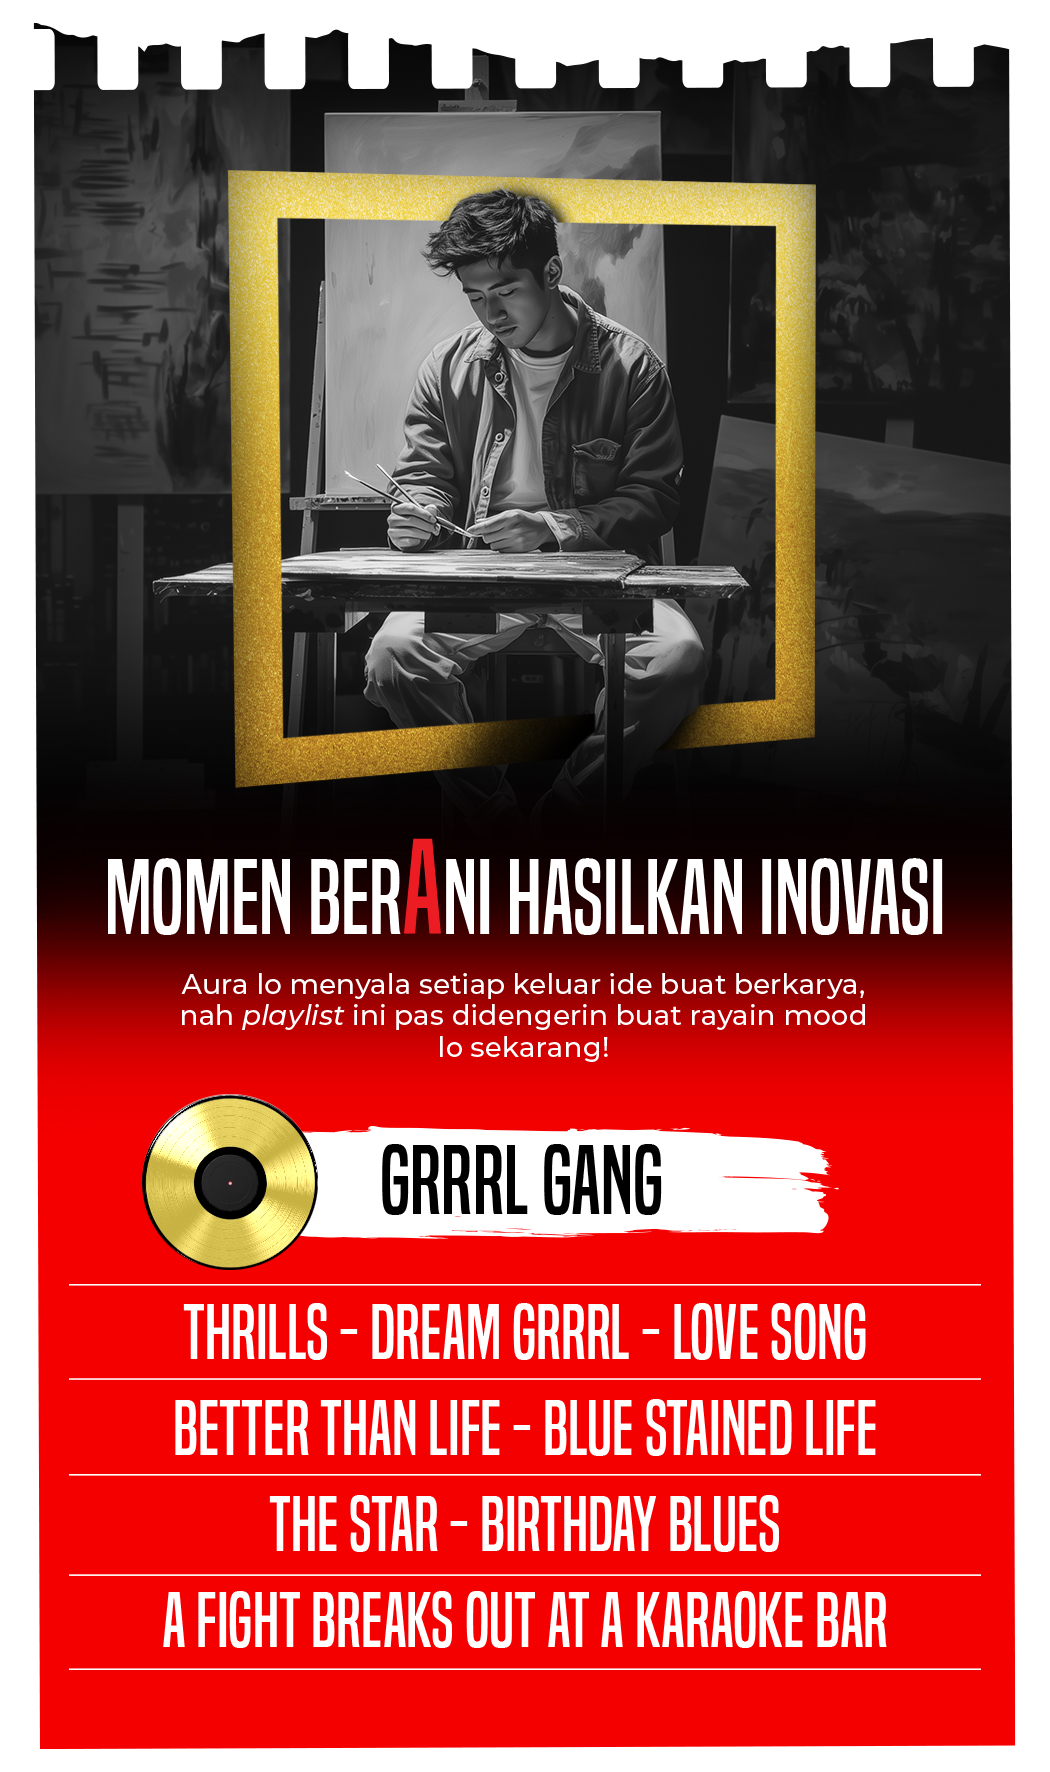 MOMEN BERANI HASILKAN INOVASI
Aura lo menyala setiap keluar ide buat berkarya,
nah playlist ini pas didengerin buat rayain mood
lo sekarang!
GRRRL GANG
THRILLS - DREAM GRRRL - LOVE SONG
BETTER THAN LIFE - BLUE STAINED LIFE
THE STAR - BIRTHDAY BLUES
A FIGHT BREAKS OUT AT A KARAOKE BAR